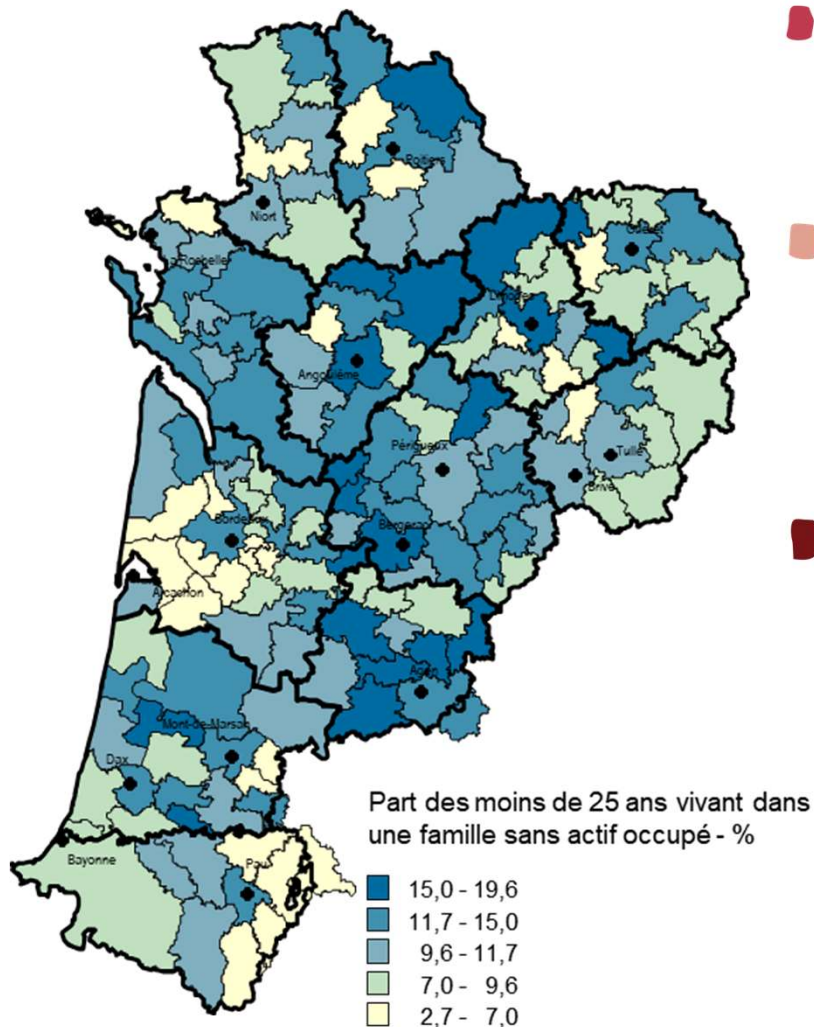 Poitiers
Niort
Guéret
La Rochelle
Limoges
Angoulême
Périgueux
Tulle
Brive
Bordeaux
Bergerac
Arcachon
Agen
Mont-de-Marsan
Dax
Bayonne
Pau
Part des moins de 25 ans vivant dans
une famille sans actif occupé - %
15,0 - 19,6
11,7 - 15,0
9,6 - 11,7
7,0 - 9,6
2,7 - 7,0